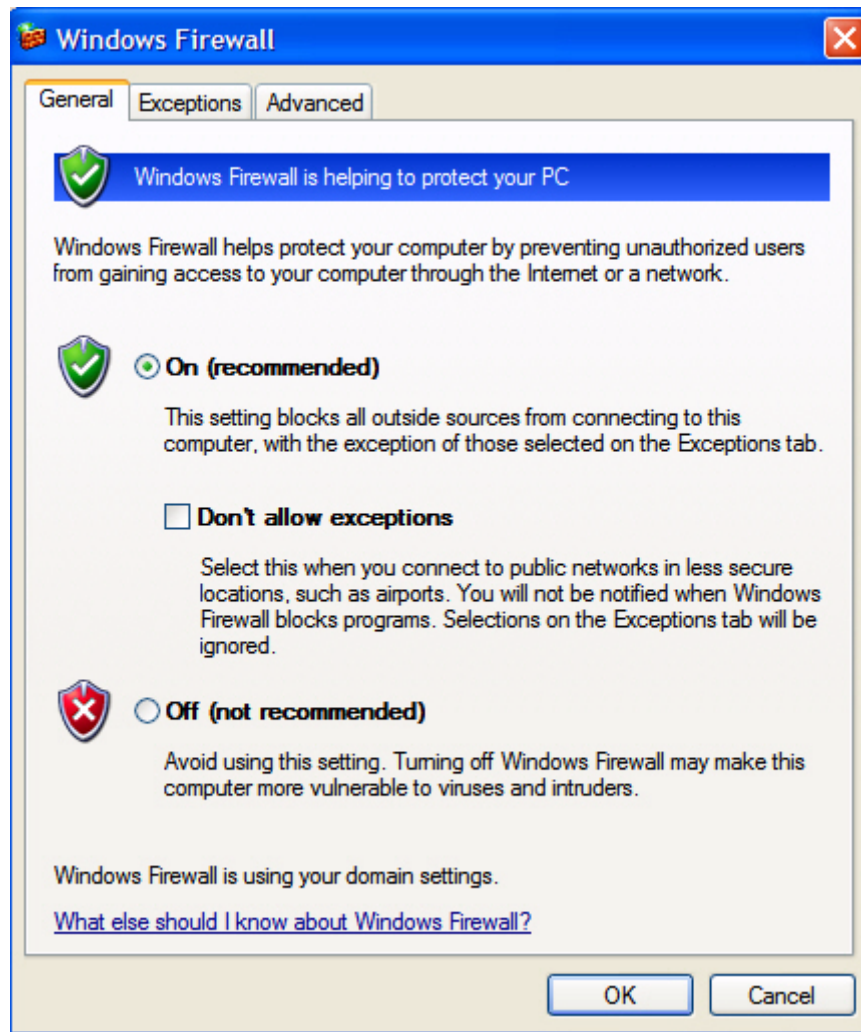 Windows Firewall
General Exceptions Advanced
Windows Firewall is helping to protect your PC
Windows Firewall helps protect your computer by preventing unauthorized users
from gaining access to your computer through the Internet or a network.
On (recommended)
This setting blocks all outside sources from connecting to this
computer, with the exception of those selected on the Exceptions tab.
Don't allow exceptions
Select this when you connect to public networks in less secure
locations, such as airports. You will not be notified when Windows
Firewall blocks programs. Selections on the Exceptions tab will be
ignored.
Off (not recommended)
Avoid using this setting. Turning off Windows Firewall may make this
computer more vulnerable to viruses and intruders.
Windows Firewall is using your domain settings.
What else should I know about Windows Firewall?
OK Cancel